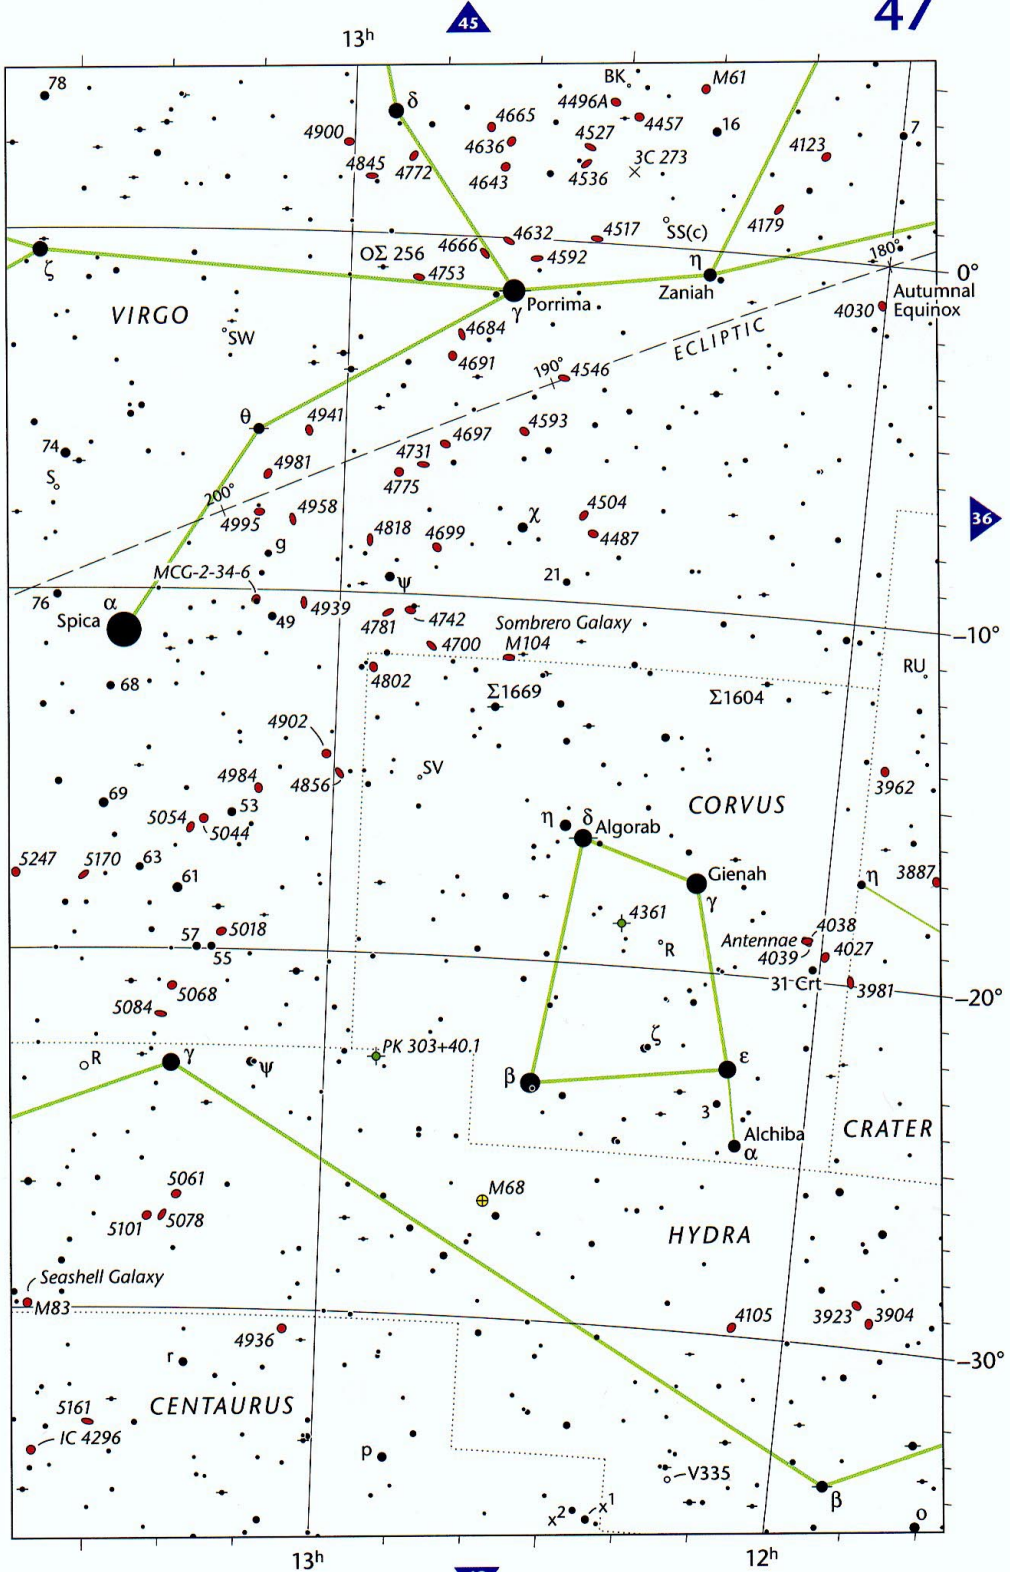 45
47
13h
78
δ
BK
M61
4496A
4665
4457
16
7
4900
4636
4527
4123
4845
4772
4643
4536
3C 273
4179
4632
4517
SS(c)
4666
OΣ 256
4592
η
180°
ζ
4753
Zaniah
0°
Porrima
γ
Autumnal
Equinox
4030
VIRGO
SW
4684
ECLIPTIC
4691
190°
4546
θ
4941
4593
4697
74
4981
4731
S
4775
200°
4958
4504
4995
χ
4818
4699
4487
36
g
MCG-2-34-6
ψ
21
76
α
4939
Spica
49
4781
4742
Sombrero Galaxy
4700
M104
–10°
4802
RU
68
Σ1669
Σ1604
4902
SV
4984
4856
3962
69
53
CORVUS
5054
5044
η
δ
Algorab
5247
5170
63
Gienah
η
3887
61
γ
4361
5018
4038
57
R
Antennae
4039
4027
55
31 Crt
3981
5068
–20°
5084
PK 303+40.1
ζ
R
γ
ψ
β
ε
3
CRATER
Alchiba
α
5061
M68
5101
5078
HYDRA
Seashell Galaxy
M83
4105
3923
3904
4936
r
–30°
CENTAURUS
5161
IC 4296
p
V335
β
x2
x1
o
13h
12h